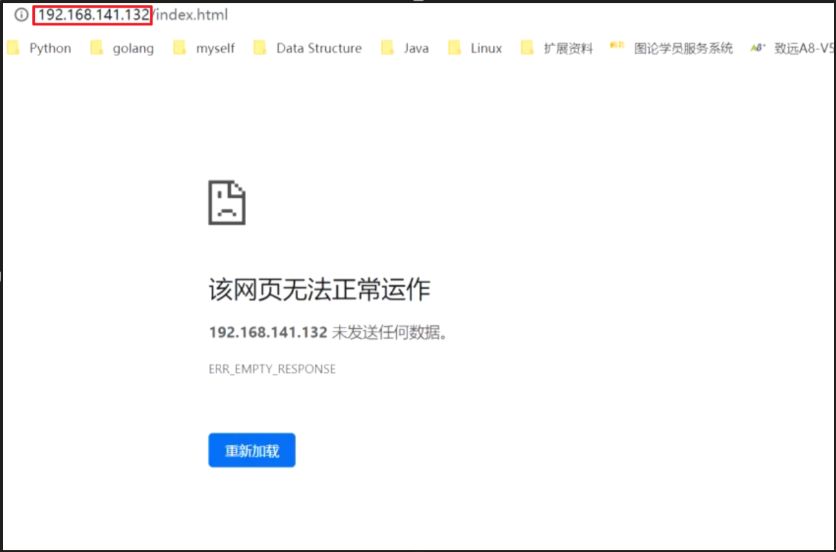 192.168.141.132/index.html
Python golang myself Data Structure Java Linux 扩展资料 图论学员服务系统 致远A8-V5
该网页无法正常运作
192.168.141.132 未发送任何数据。
ERR_EMPTY_RESPONSE
重新加载